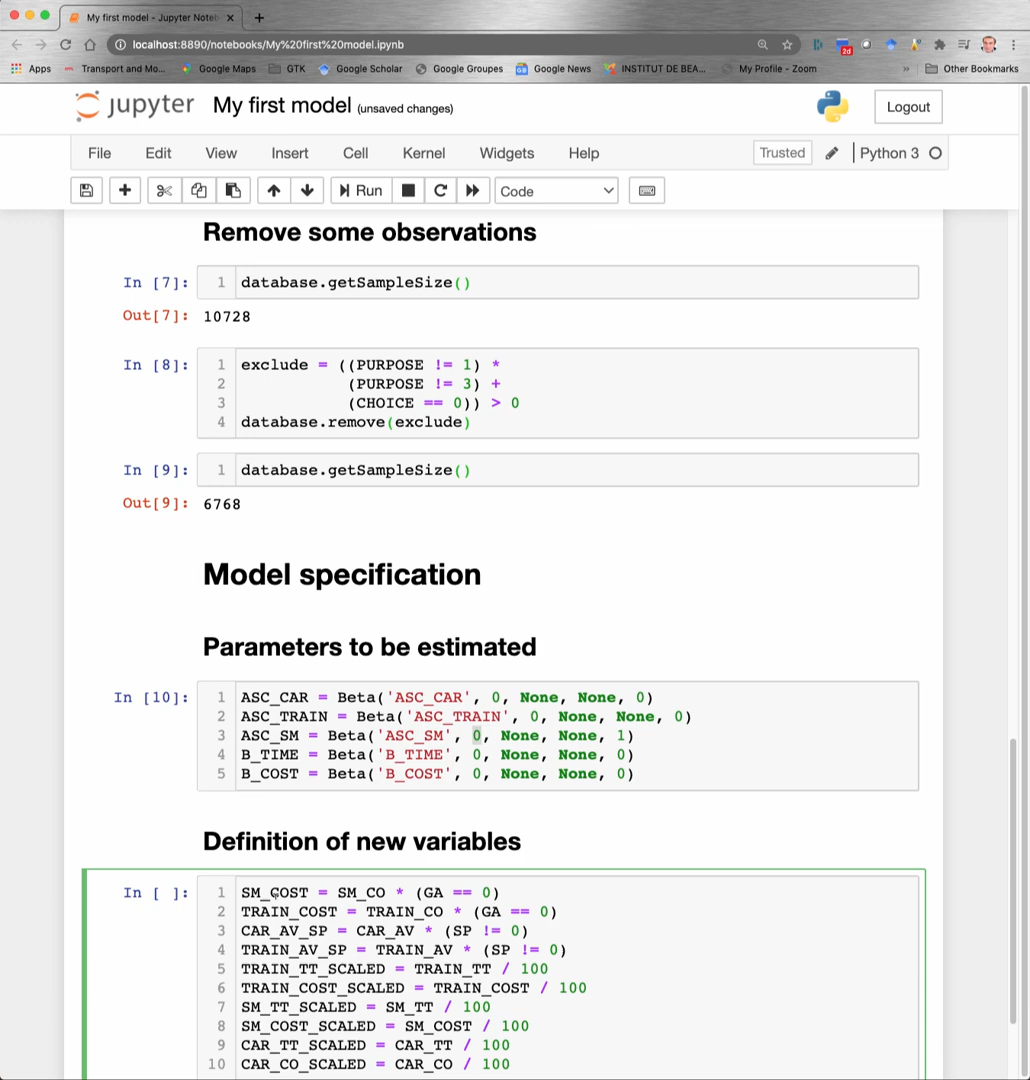 My first model - Jupyter Noteb
localhost:8890/notebooks/My%20first%20model.ipynb
2d
Apps
Transport and Mo...
Google Maps
GTK
Google Scholar
Google Groupes
Google News
INSTITUT DE BEA...
My Profile - Zoom
»
Other Bookmarks
jupyter My first model (unsaved changes)
Logout
File Edit View Insert Cell Kernel Widgets Help
Trusted
Python 3
Run
Code
Remove some observations
In [7]: 1 database.getSampleSize()
Out[7]: 10728
In [8]: 1 exclude = ((PURPOSE != 1) *
2 (PURPOSE != 3) +
3 (CHOICE == 0)) > 0
4 database.remove(exclude)
In [9]: 1 database.getSampleSize()
Out[9]: 6768
Model specification
Parameters to be estimated
In [10]: 1 ASC_CAR = Beta('ASC_CAR', 0, None, None, 0)
2 ASC_TRAIN = Beta('ASC_TRAIN', 0, None, None, 0)
3 ASC_SM = Beta('ASC_SM', 0, None, None, 1)
4 B_TIME = Beta('B_TIME', 0, None, None, 0)
5 B_COST = Beta('B_COST', 0, None, None, 0)
Definition of new variables
In [ ]: 1 SM_COST = SM_CO * (GA == 0)
2 TRAIN_COST = TRAIN_CO * (GA == 0)
3 CAR_AV_SP = CAR_AV * (SP != 0)
4 TRAIN_AV_SP = TRAIN_AV * (SP != 0)
5 TRAIN_TT_SCALED = TRAIN_TT / 100
6 TRAIN_COST_SCALED = TRAIN_COST / 100
7 SM_TT_SCALED = SM_TT / 100
8 SM_COST_SCALED = SM_COST / 100
9 CAR_TT_SCALED = CAR_TT / 100
10 CAR_CO_SCALED = CAR_CO / 100